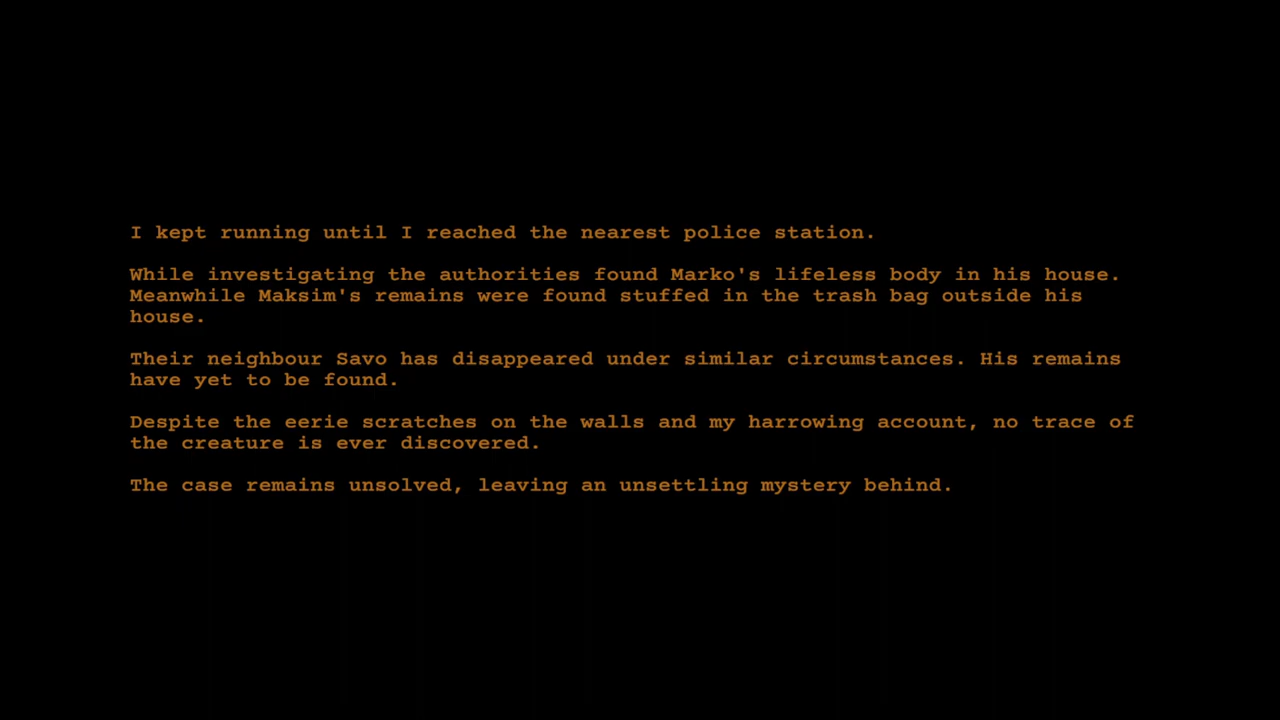 I kept running until I reached the nearest police station.
While investigating the authorities found Marko's lifeless body in his house.
Meanwhile Maksim's remains were found stuffed in the trash bag outside his
house.
Their neighbour Savo has disappeared under similar circumstances. His remains
have yet to be found.
Despite the eerie scratches on the walls and my harrowing account, no trace of
the creature is ever discovered.
The case remains unsolved, leaving an unsettling mystery behind.